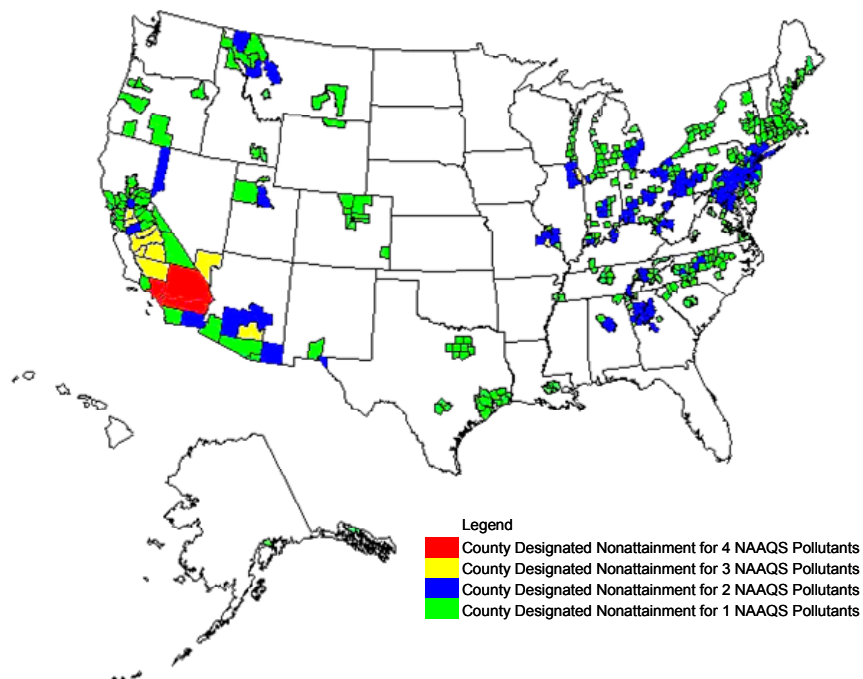 Legend
County Designated Nonattainment for 4 NAAQS Pollutants
County Designated Nonattainment for 3 NAAQS Pollutants
County Designated Nonattainment for 2 NAAQS Pollutants
County Designated Nonattainment for 1 NAAQS Pollutants